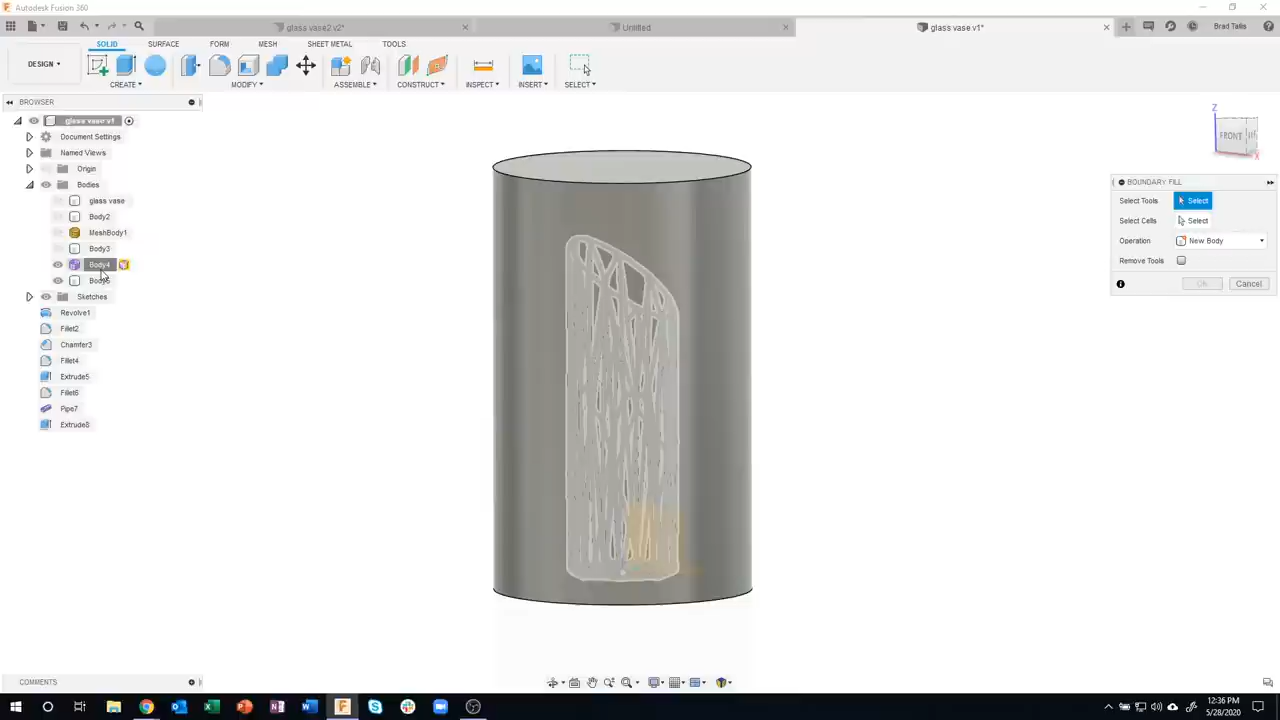 Autodesk Fusion 360
glass vase2 v2*
Untitled
glass vase v1*
Brad Tallis
SOLID SURFACE FORM MESH SHEET METAL TOOLS
DESIGN
CREATE MODIFY ASSEMBLE CONSTRUCT INSPECT INSERT SELECT
BROWSER
glass vase v1
Document Settings
Named Views
Origin
Bodies
glass vase
Body2
MeshBody1
Body3
Body4
Sketches
Revolve1
Fillet2
Chamfer3
Fillet4
Extrude5
Fillet6
Pipe7
Extrude8
Z
FRONT
X
BOUNDARY FILL
Select Tools Select
Select Cells Select
Operation New Body
Remove Tools
OK Cancel
COMMENTS
12:36 PM
5/28/2020